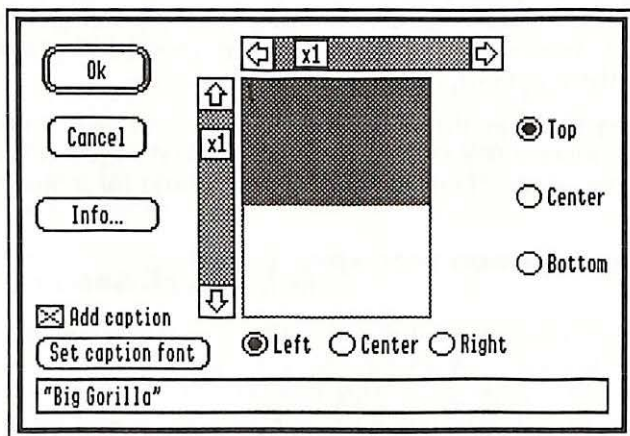 Ok
x1
Cancel
x1
Top
Info...
Center
Bottom
Add caption
Set caption font
Left Center Right
"Big Gorilla"